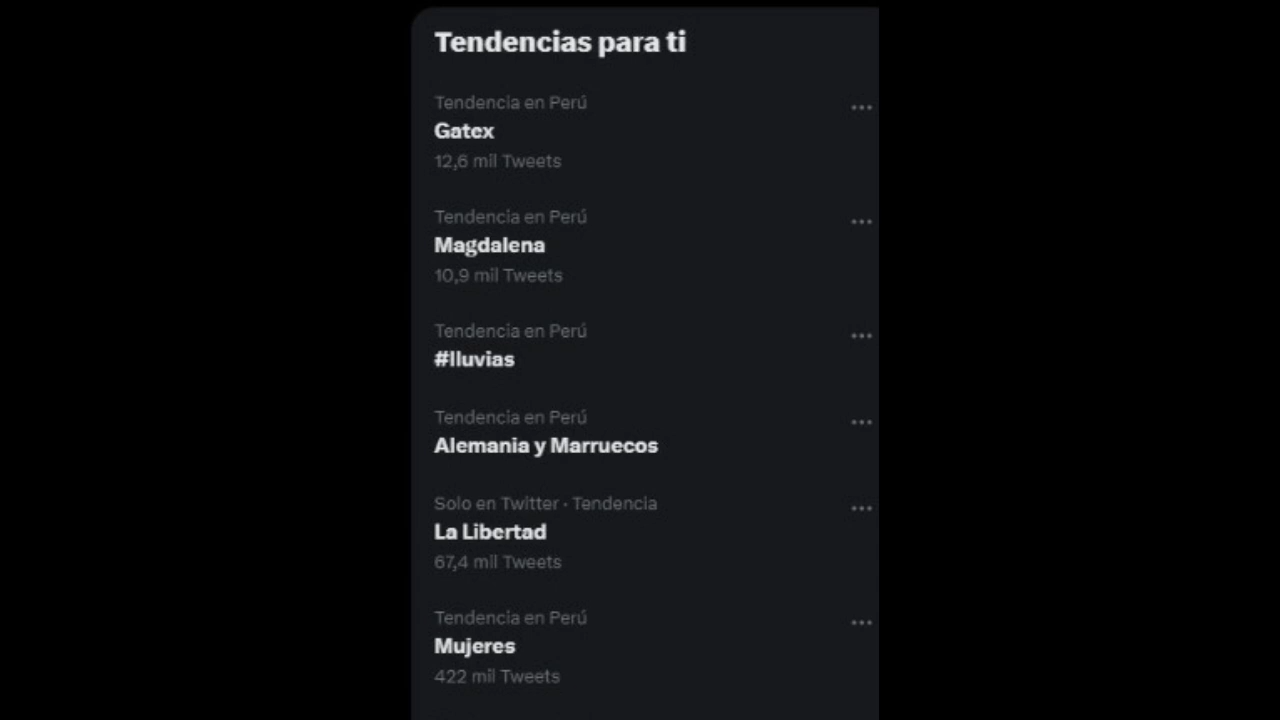 Tendencias para ti
Tendencia en Perú
Gatex
12,6 mil Tweets
Tendencia en Perú
Magdalena
10,9 mil Tweets
Tendencia en Perú
#lluvias
Tendencia en Perú
Alemania y Marruecos
Solo en Twitter · Tendencia
La Libertad
67,4 mil Tweets
Tendencia en Perú
Mujeres
422 mil Tweets